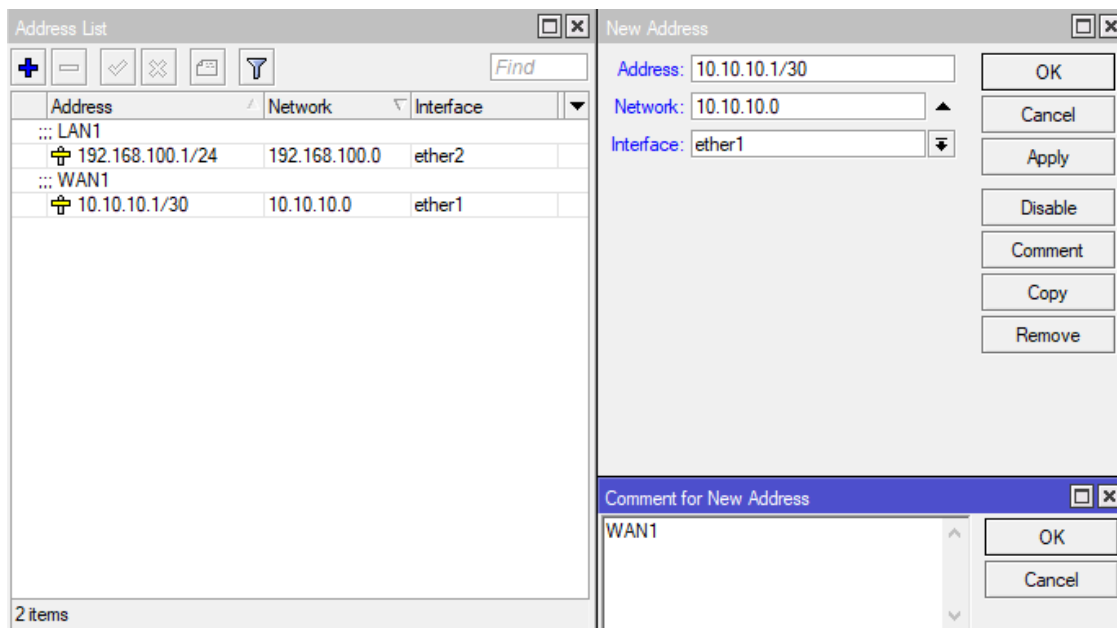 Address List
Find
Address Network Interface
;;; LAN1
192.168.100.1/24 192.168.100.0 ether2
;;; WAN1
10.10.10.1/30 10.10.10.0 ether1
2 items
New Address
Address: 10.10.10.1/30
Network: 10.10.10.0
Interface: ether1
OK
Cancel
Apply
Disable
Comment
Copy
Remove
Comment for New Address
WAN1
OK
Cancel